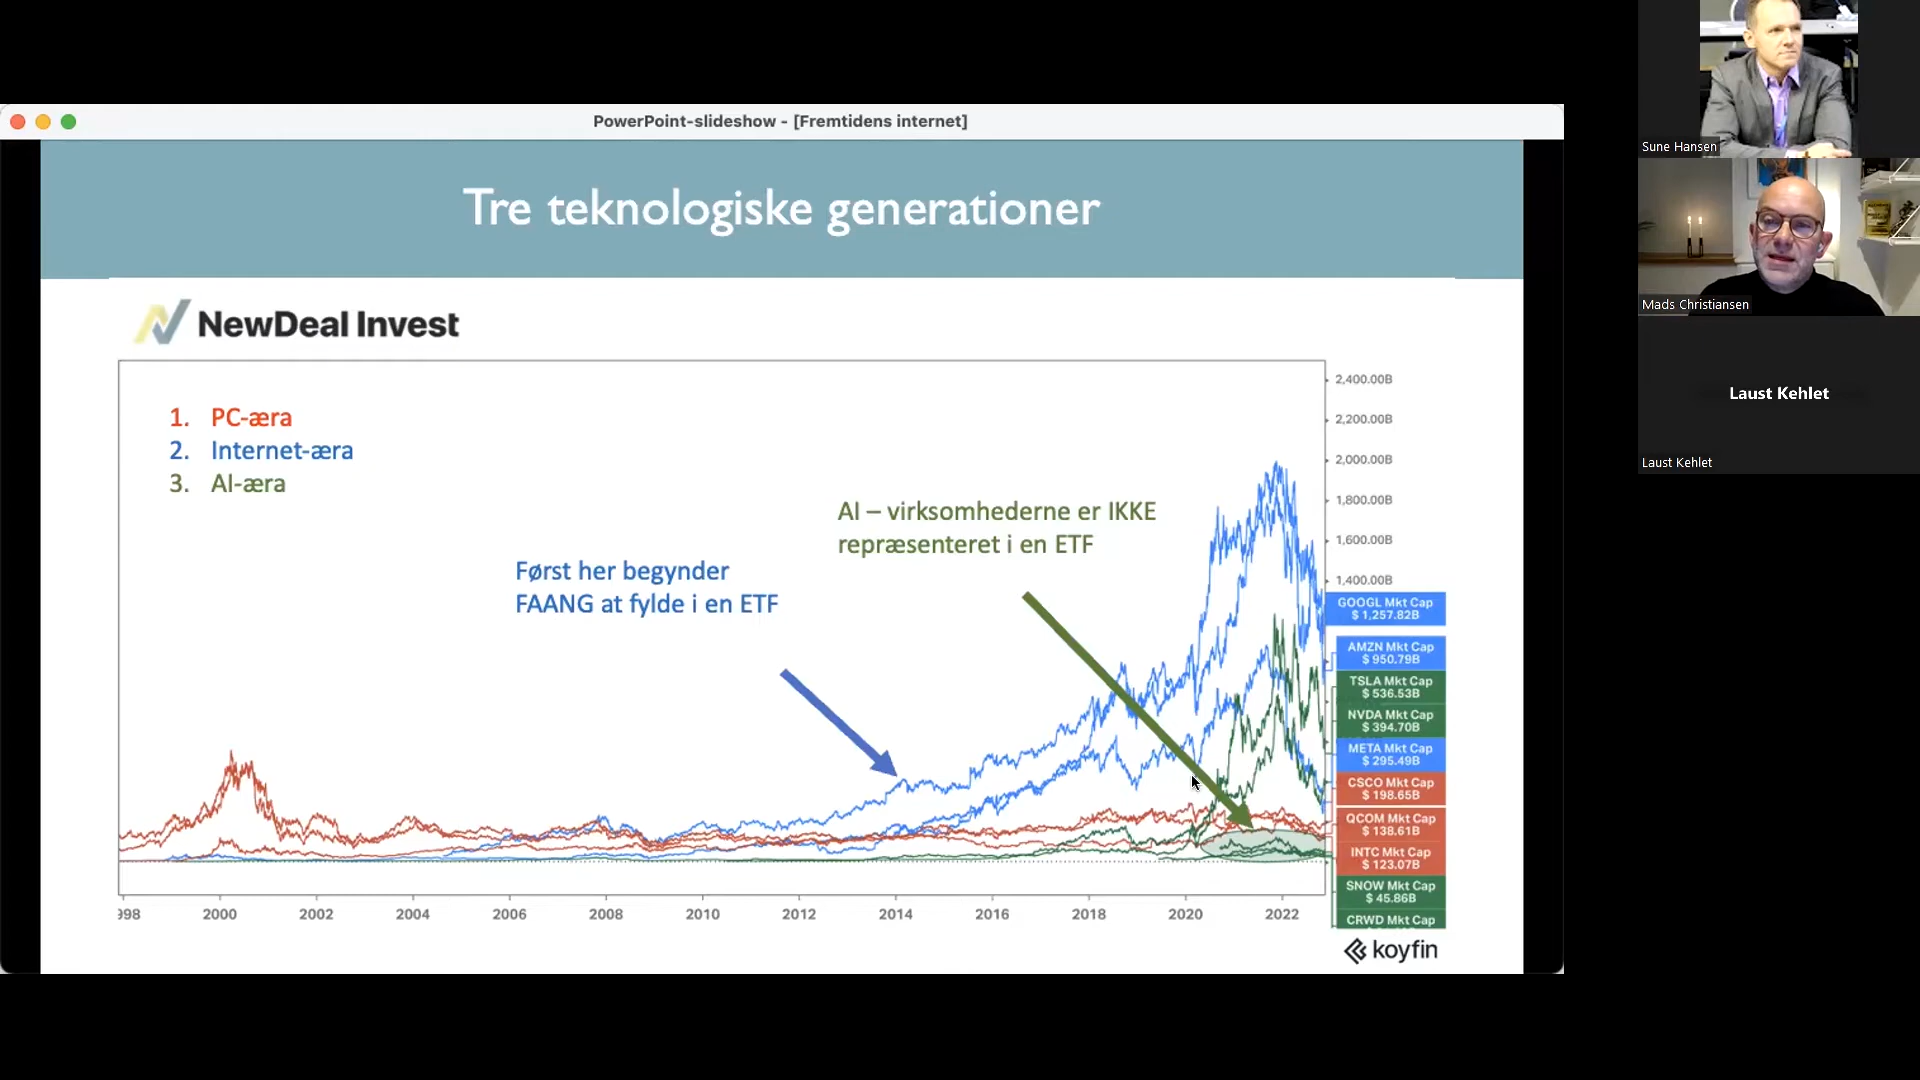 PowerPoint-slideshow - [Fremtidens internet]
Tre teknologiske generationer
NewDeal Invest
1. PC-æra
2. Internet-æra
3. AI-æra
Først her begynder
FAANG at fylde i en ETF
AI – virksomhederne er IKKE
repræsenteret i en ETF
2,400.00B
2,200.00B
2,000.00B
1,800.00B
1,600.00B
1,400.00B
GOOGL Mkt Cap
$ 1,257.82B
AMZN Mkt Cap
$ 950.79B
TSLA Mkt Cap
$ 536.53B
NVDA Mkt Cap
$ 394.70B
META Mkt Cap
$ 295.49B
CSCO Mkt Cap
$ 198.65B
QCOM Mkt Cap
$ 138.61B
INTC Mkt Cap
$ 123.07B
SNOW Mkt Cap
$ 45.86B
CRWD Mkt Cap
998 2000 2002 2004 2006 2008 2010 2012 2014 2016 2018 2020 2022
koyfin
Sune Hansen
Mads Christiansen
Laust Kehlet
Laust Kehlet